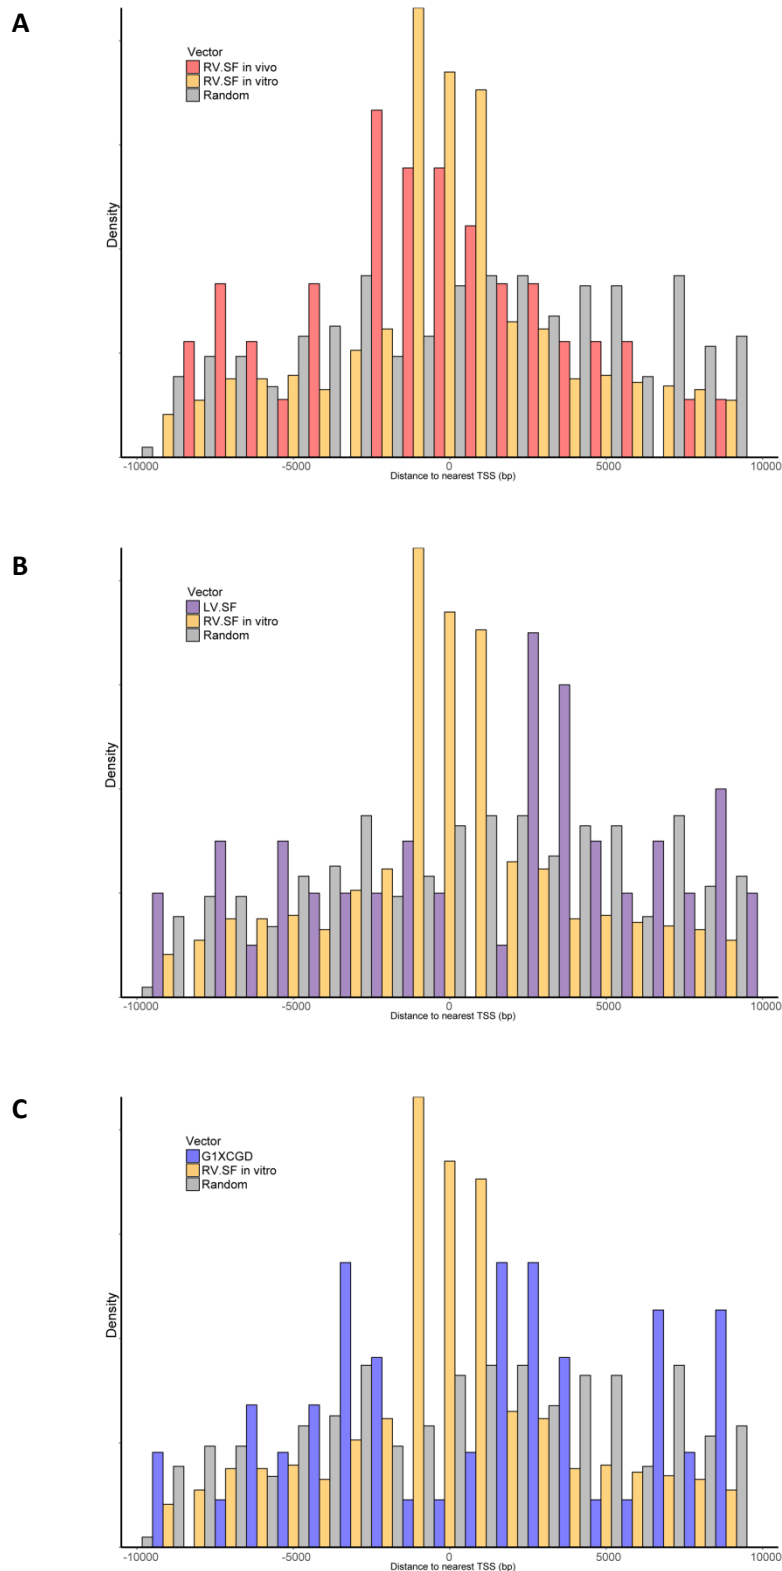 A
Vector
RV.SF in vivo
RV.SF in vitro
Random
Density
-10000 -5000 0 5000 10000
Distance to nearest TSS (bp)
B
Vector
LV.SF
RV.SF in vitro
Random
Density
-10000 -5000 0 5000 10000
Distance to nearest TSS (bp)
C
Vector
G1XCGD
RV.SF in vitro
Random
Density
-10000 -5000 0 5000 10000
Distance to nearest TSS (bp)